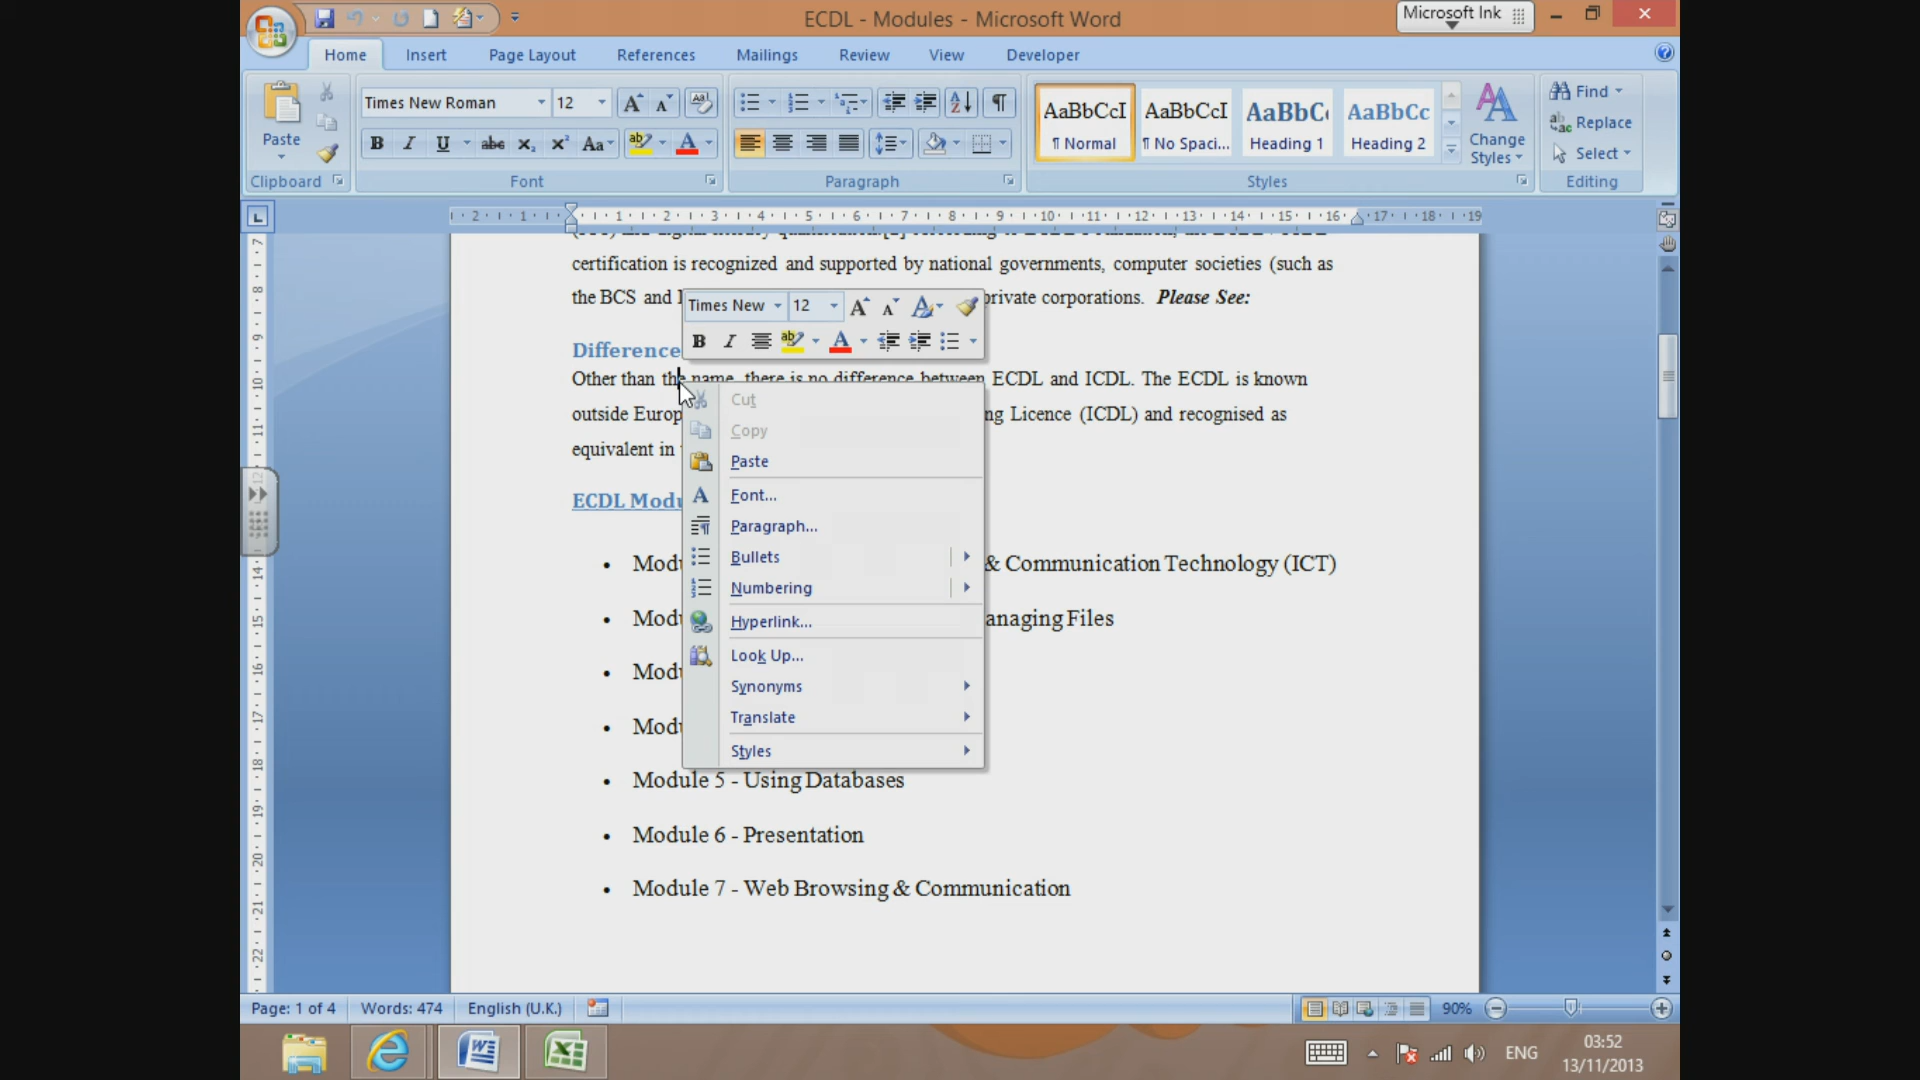 ECDL - Modules - Microsoft Word
Microsoft Ink
Home Insert Page Layout References Mailings Review View Developer
Times New Roman 12
AaBbCcI AaBbCcI AaBbC AaBbCc
Find
Replace
Select
Paste
¶ Normal ¶ No Spaci... Heading 1 Heading 2
Change Styles
Clipboard Font Paragraph Styles Editing
certification is recognized and supported by national governments, computer societies (such as
the BCS and private corporations. Please See:
Times New 12
Difference
Other than the name, there is no difference between ECDL and ICDL. The ECDL is known
outside Europ ng Licence (ICDL) and recognised as
equivalent in
Cut
Copy
Paste
Font...
Paragraph...
Bullets
Numbering
Hyperlink...
Look Up...
Synonyms
Translate
Styles
ECDL Modu
• Modu & Communication Technology (ICT)
• Modu anaging Files
• Modu
• Modu
• Module 5 - Using Databases
• Module 6 - Presentation
• Module 7 - Web Browsing & Communication
Page: 1 of 4 Words: 474 English (U.K.) 90%
ENG 03:52
13/11/2013